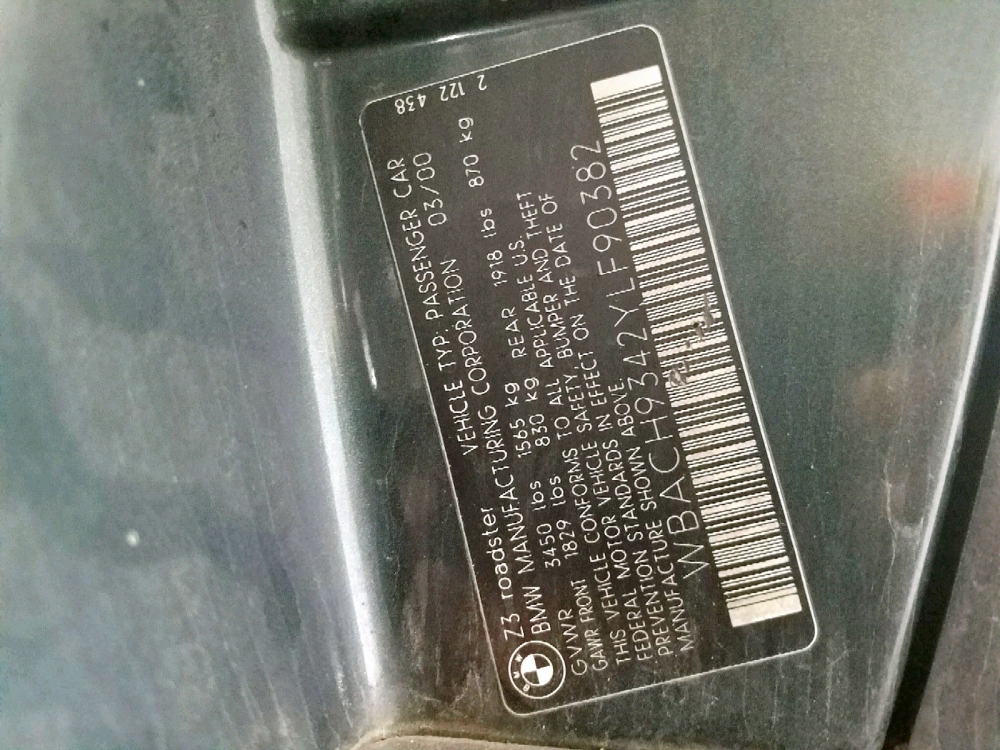 2 122 438
Z3 roadster VEHICLE TYP: PASSENGER CAR
BMW MANUFACTURING CORPORATION 03/00
GVWR 3450 lbs 1565 kg REAR 1918 lbs 870 kg
GAWR FRONT 1829 lbs 830 kg
THIS VEHICLE CONFORMS TO ALL APPLICABLE U.S.
FEDERAL MOTOR VEHICLE SAFETY, BUMPER AND THEFT
PREVENTION STANDARDS IN EFFECT ON THE DATE OF
MANUFACTURE SHOWN ABOVE.
WBACH9342YLF90382
BMW